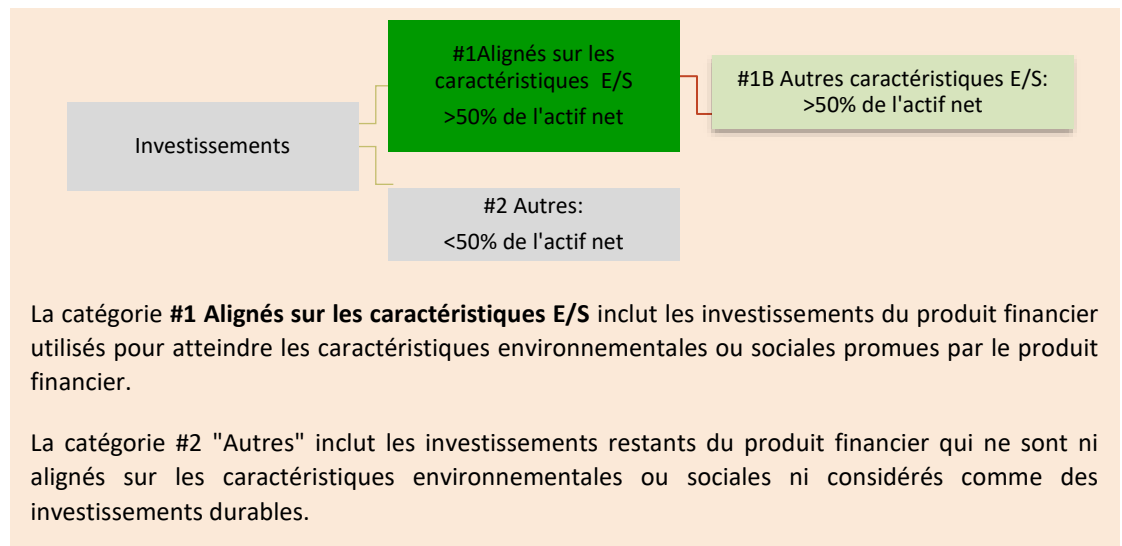 #1Alignés sur les
caractéristiques E/S
>50% de l'actif net
#1B Autres caractéristiques E/S:
>50% de l'actif net
Investissements
#2 Autres:
<50% de l'actif net
La catégorie #1 Alignés sur les caractéristiques E/S inclut les investissements du produit financier
utilisés pour atteindre les caractéristiques environnementales ou sociales promues par le produit
financier.
La catégorie #2 "Autres" inclut les investissements restants du produit financier qui ne sont ni
alignés sur les caractéristiques environnementales ou sociales ni considérés comme des
investissements durables.